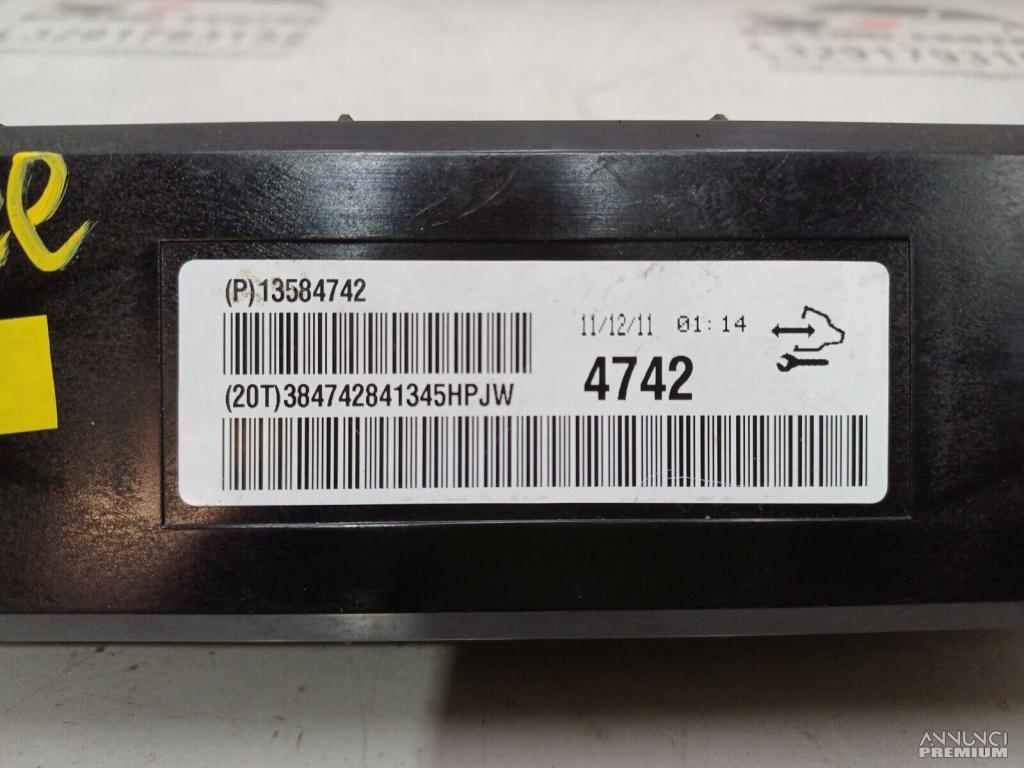 (P)13584742
11/12/11 01:14
4742
(20T)384742841345HPJW
ANNUNCI
PREMIUM